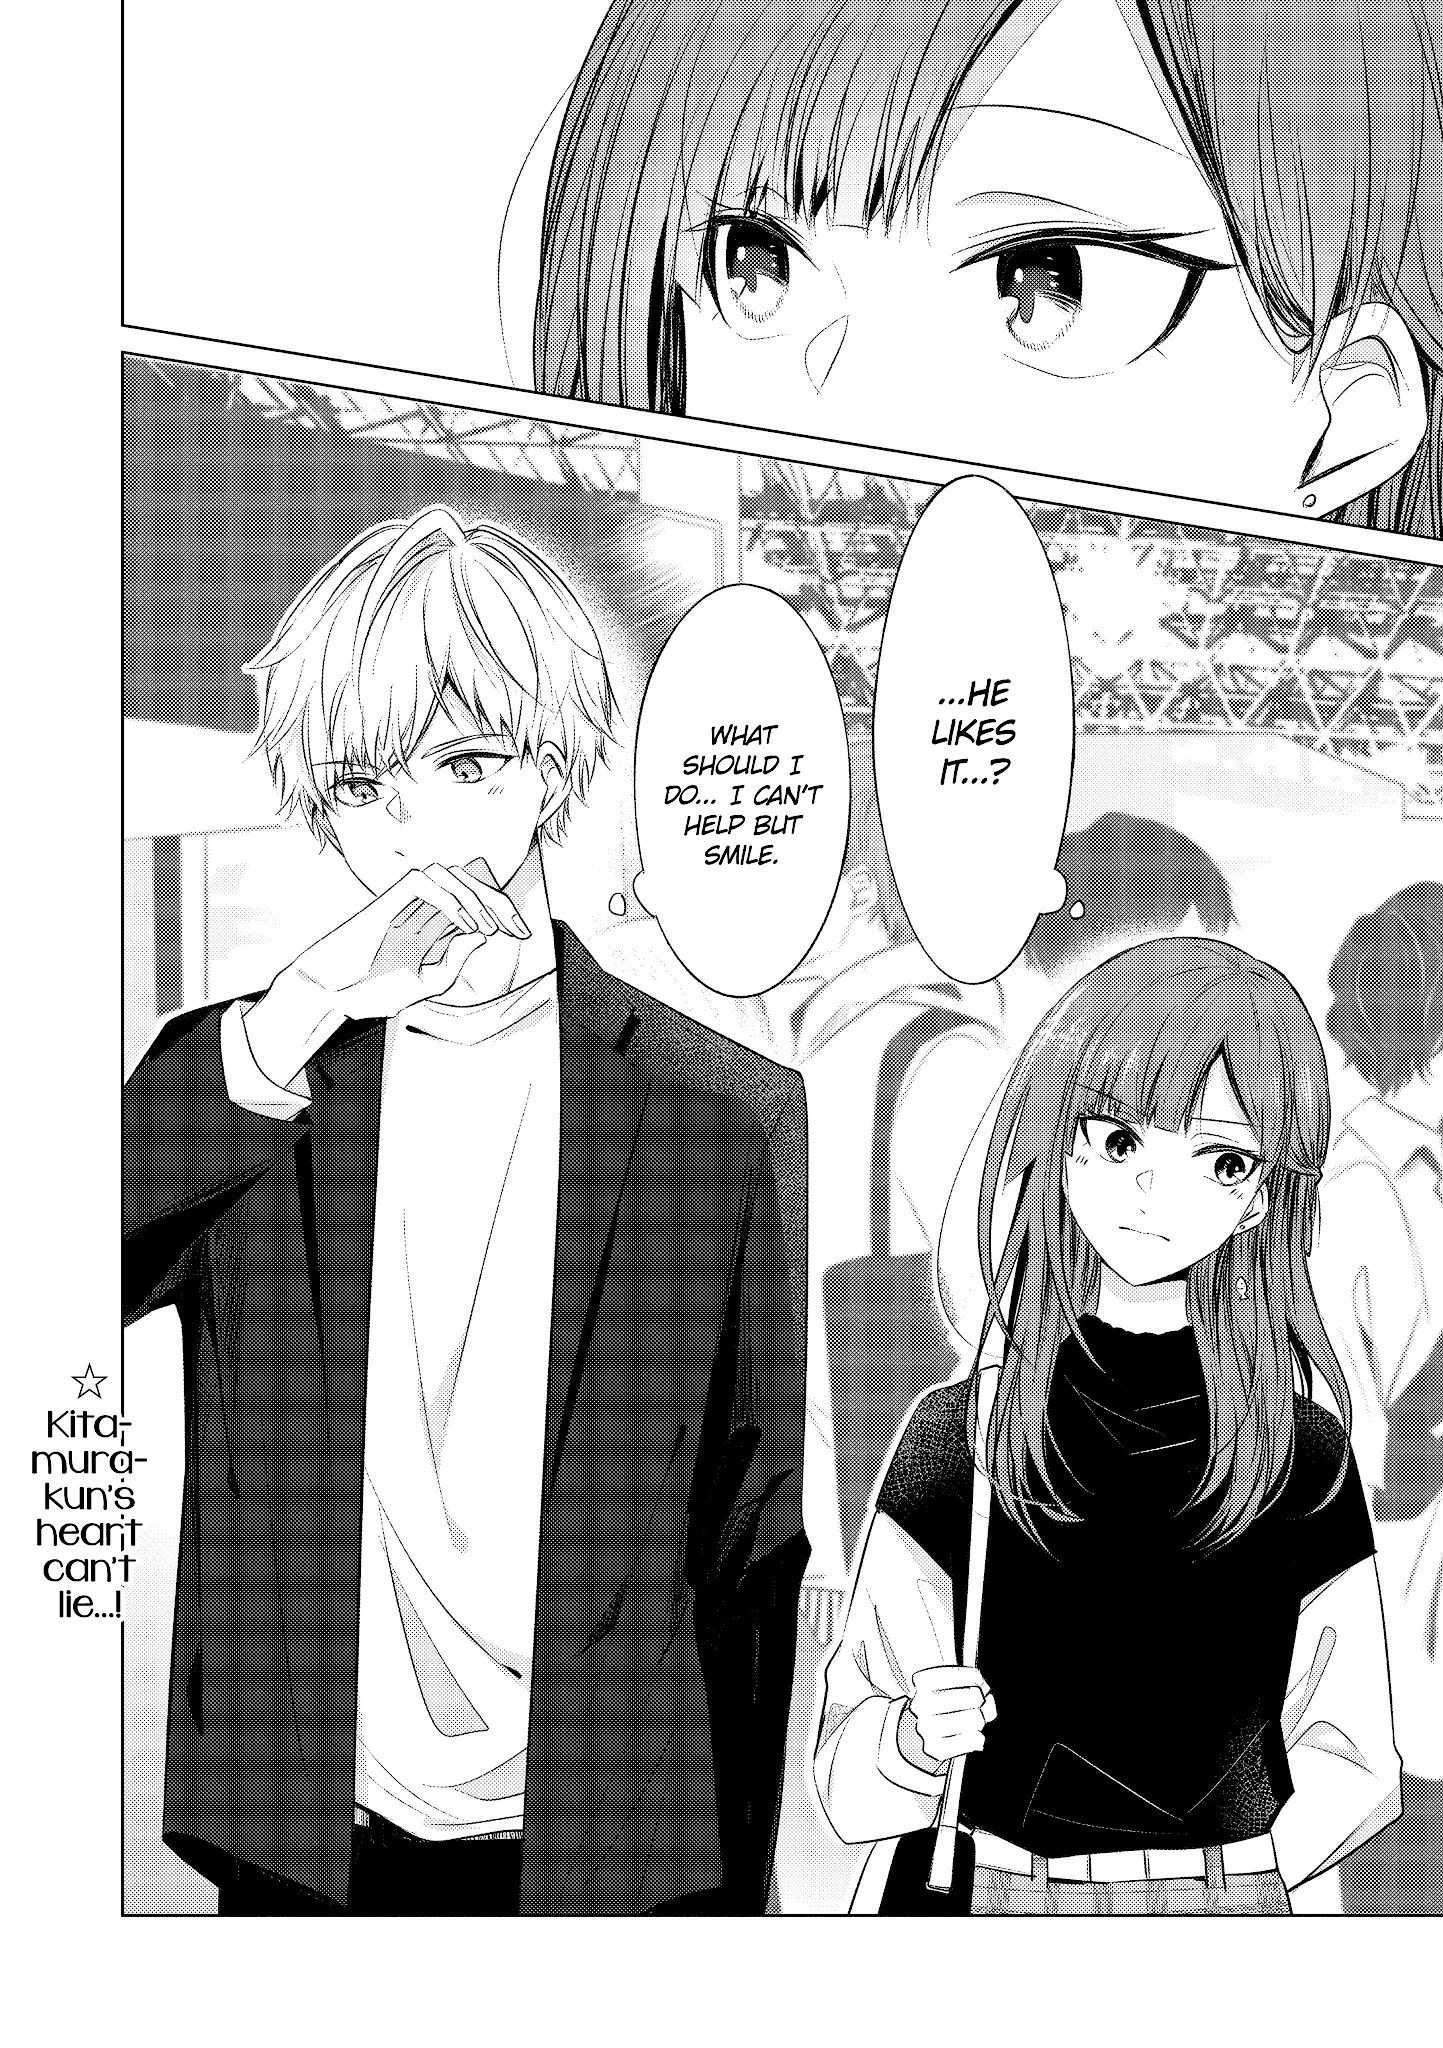 ...HE
LIKES
IT...?
WHAT
SHOULD I
DO... I CAN'T
HELP BUT
SMILE.
☆
Kita-
mura-
kun's
heart
can't
lie...!